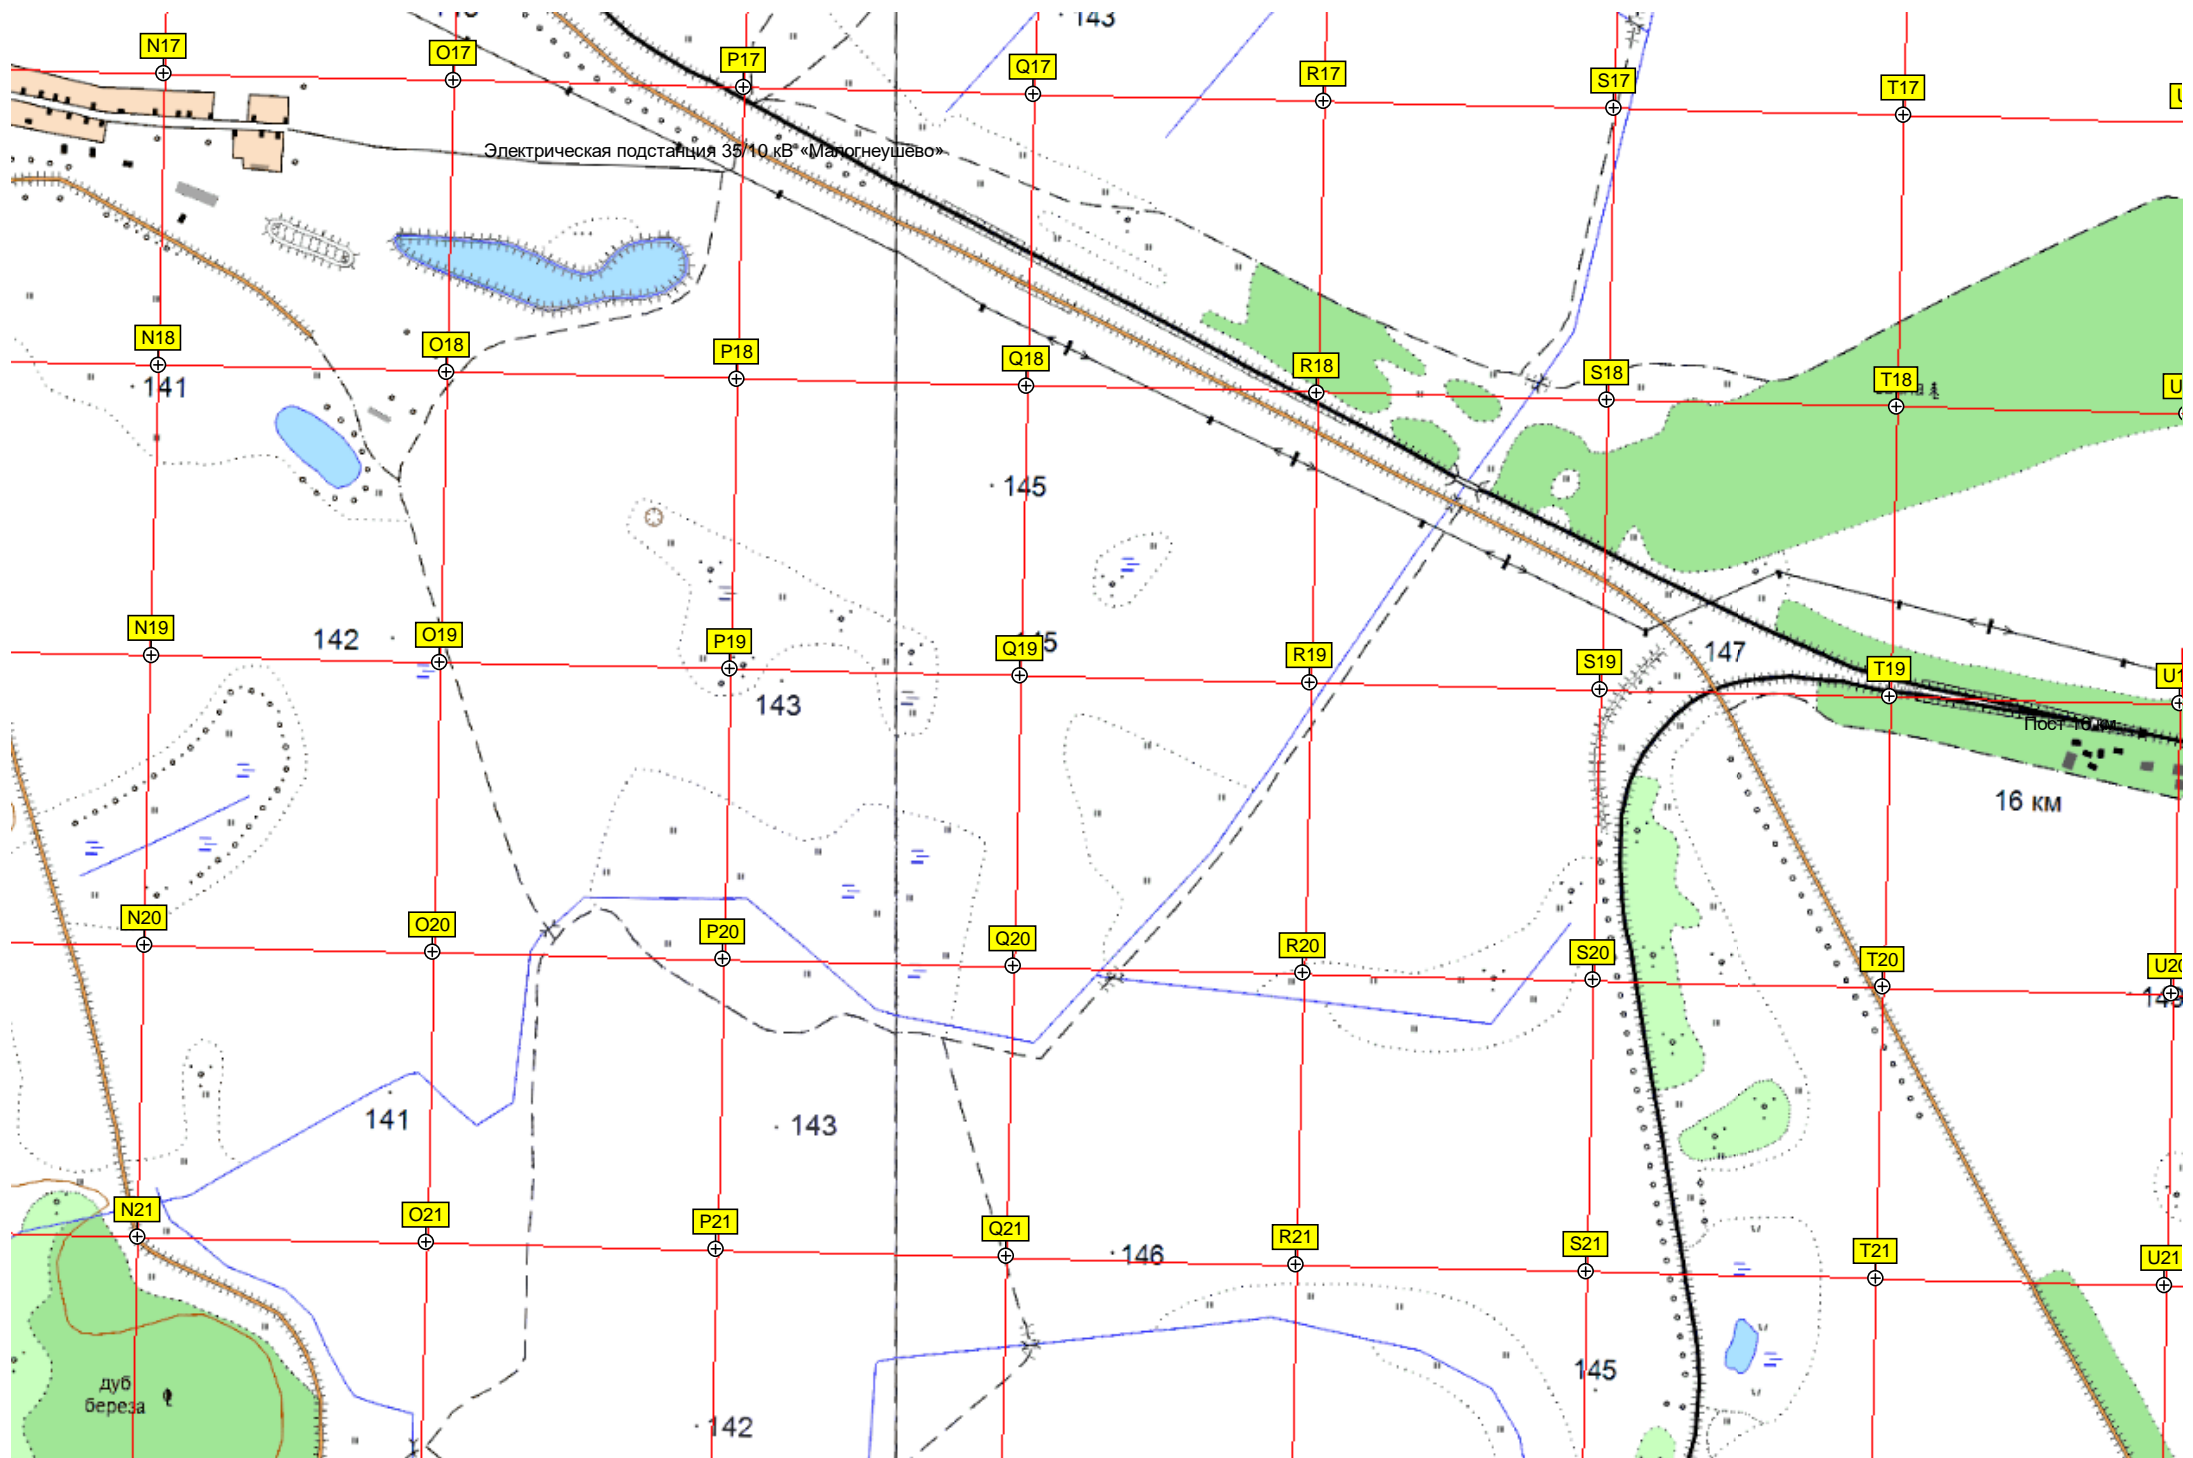 143
N17
O17
P17
Q17
R17
S17
T17
Электрическая подстанция 35/10 кВ «Малогнеушево»
N18
O18
P18
Q18
R18
S18
T18
U
141
145
N19
O19
P19
Q19
R19
S19
T19
U1
142
143
147
Пост 16 км
16 км
N20
O20
P20
Q20
R20
S20
T20
U20
141
143
N21
O21
P21
Q21
R21
S21
T21
U21
146
145
дуб
береза
142